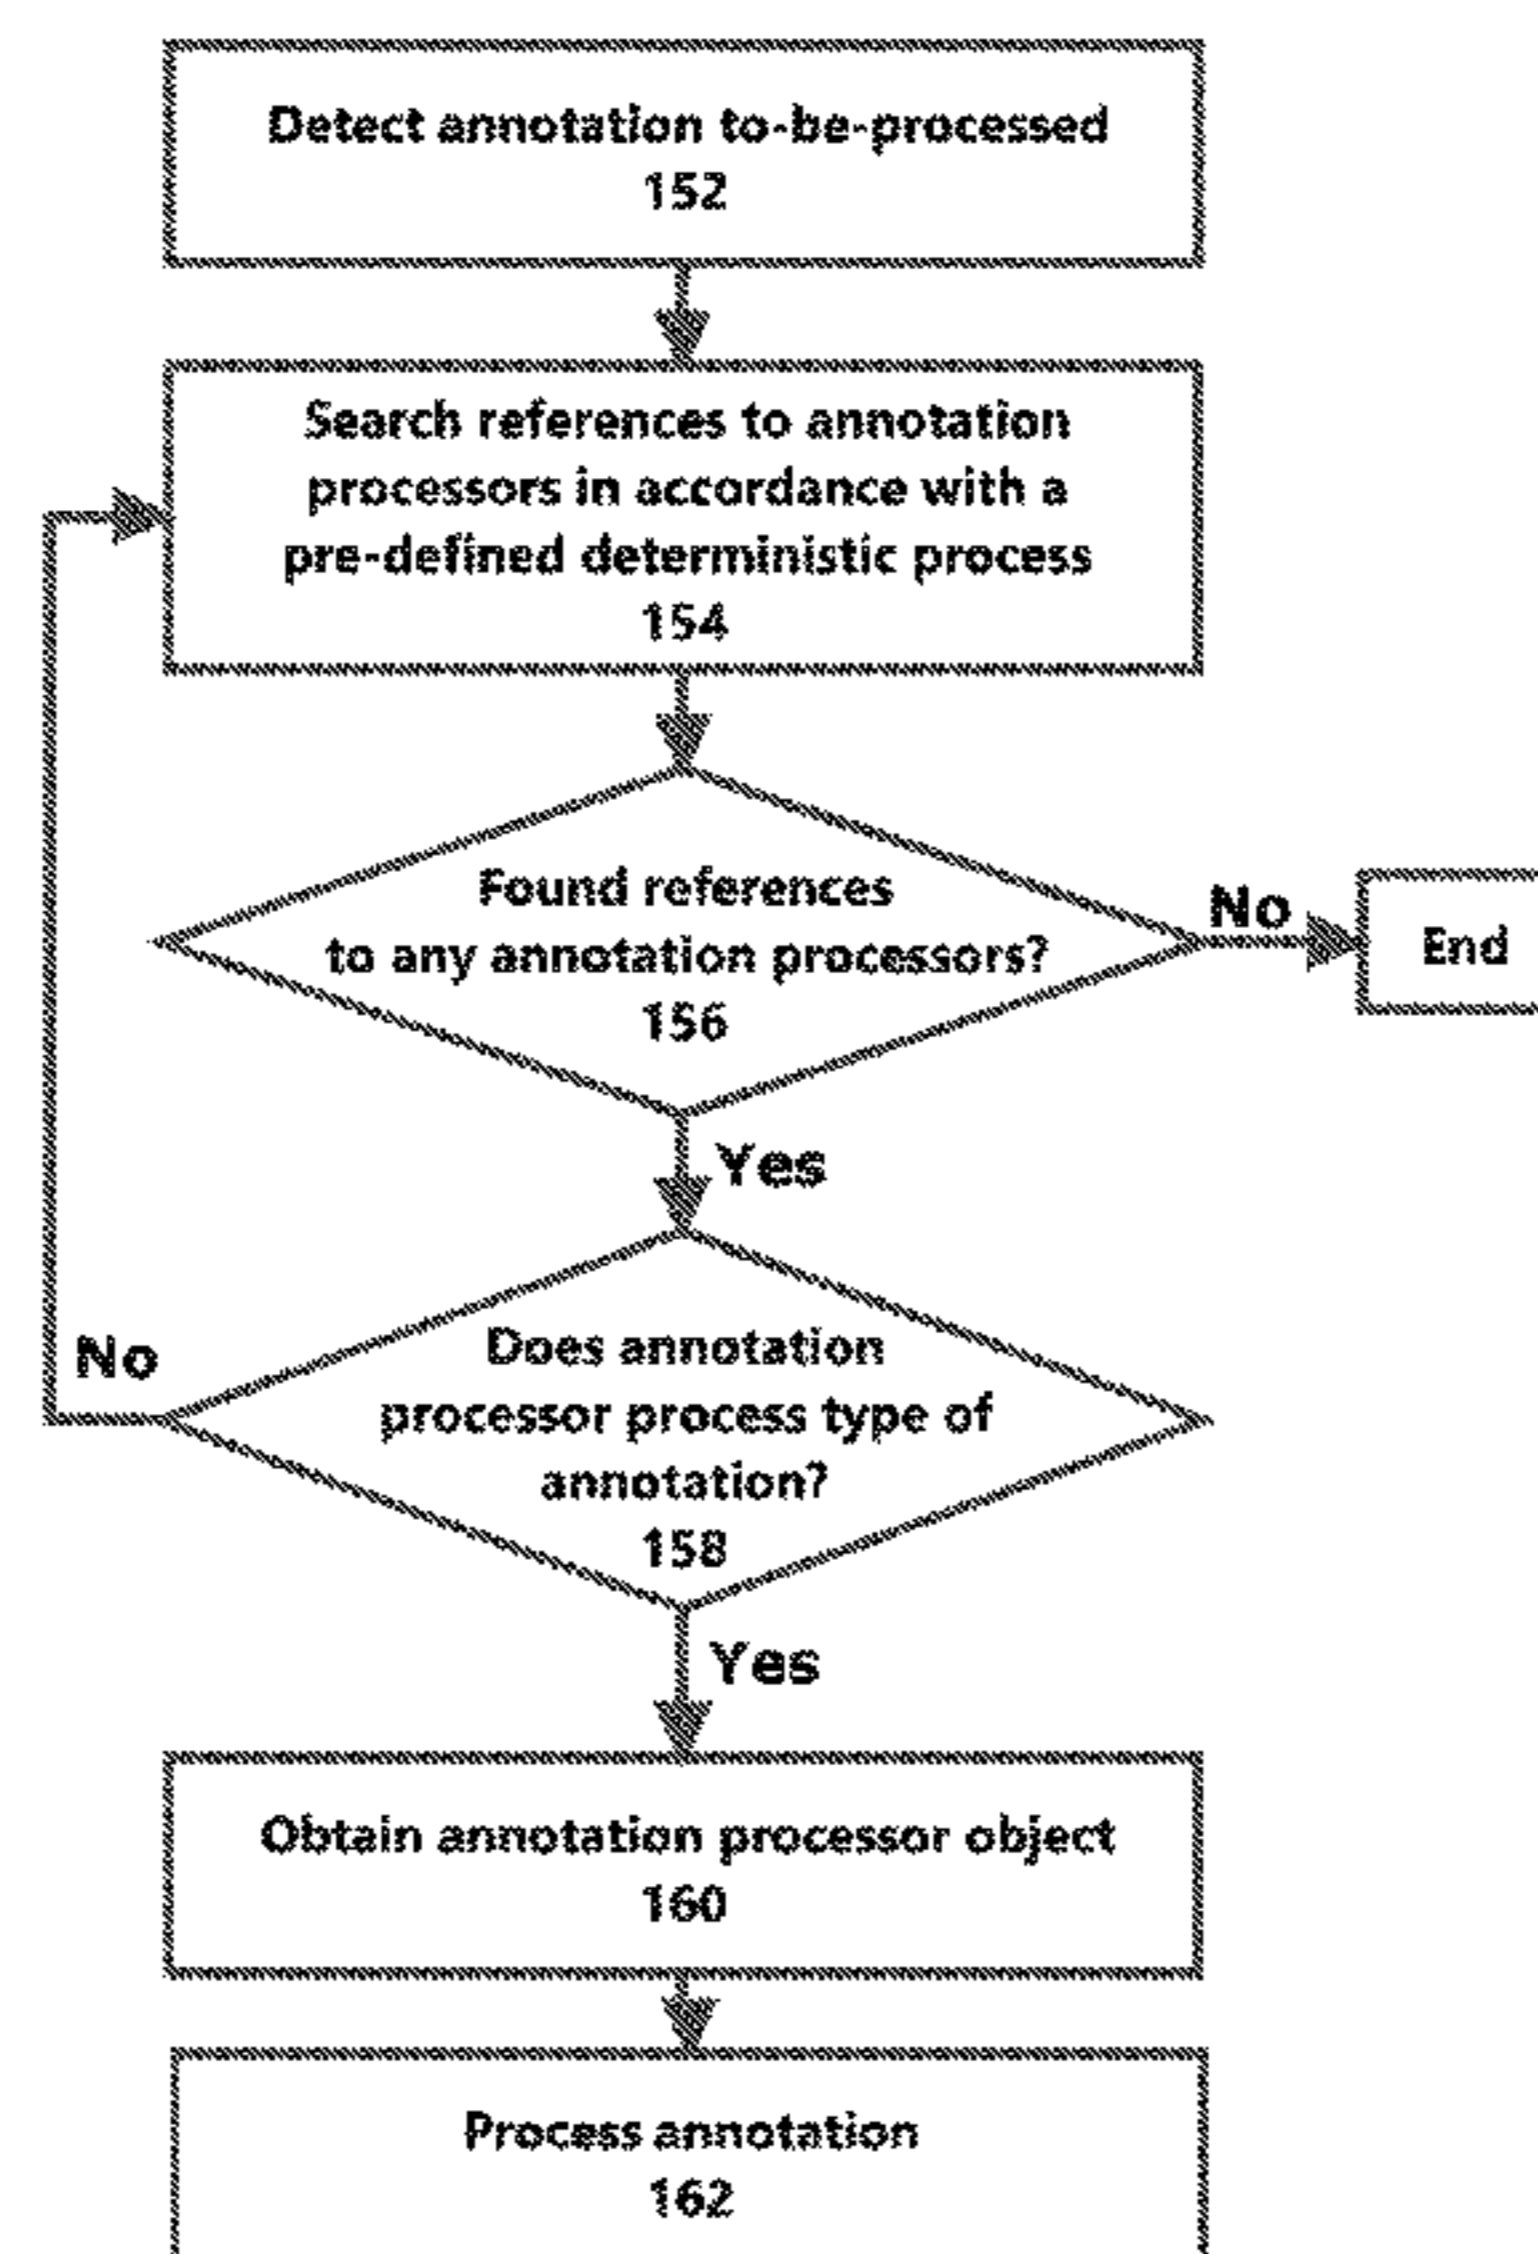 Detect annotation to-be-processed
152
Search references to annotation
processors in accordance with a
pre-defined deterministic process
154
Found references
to any annotation processors?
156
No
End
Yes
Does annotation
processor process type of
annotation?
158
No
Yes
Obtain annotation processor object
160
Process annotation
162